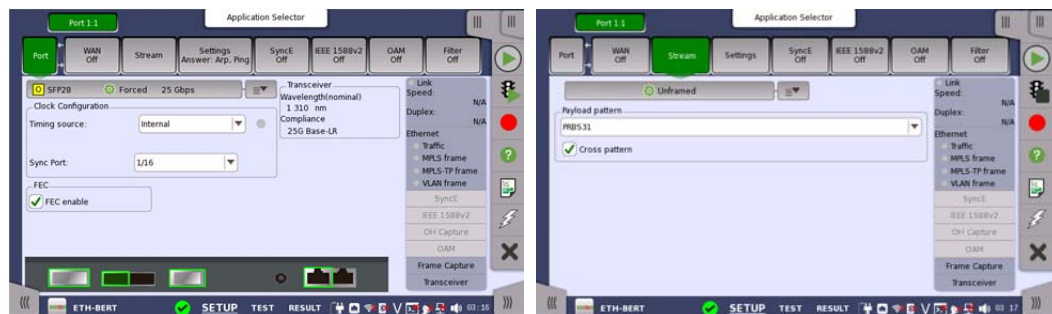 Port 1.1
Application Selector
Port
WAN
Off
Stream
Settings
Answer: Arp, Ping
SyncE
Off
IEEE 1588v2
Off
OAM
Off
Filter
Off
SFP28
Forced 25 Gbps
Clock Configuration
Timing source:
Internal
Sync Port:
1/16
FEC
FEC enable
Transceiver
Wavelength(nominal)
1 310 nm
Compliance
25G Base-LR
Link
Speed:
N/A
Duplex:
N/A
Ethernet
Traffic
MPLS frame
MPLS-TP frame
VLAN frame
SyncE
IEEE 1588v2
OH Capture
OAM
Frame Capture
Transceiver
ETH-BERT
SETUP TEST RESULT
03:16
Port 1.1
Application Selector
Port
WAN
Off
Stream
Settings
SyncE
Off
IEEE 1588v2
Off
OAM
Off
Filter
Off
Unframed
Payload pattern
PRBS31
Cross pattern
Link
Speed:
N/A
Duplex:
N/A
Ethernet
Traffic
MPLS frame
MPLS-TP frame
VLAN frame
SyncE
IEEE 1588v2
OH Capture
OAM
Frame Capture
Transceiver
ETH-BERT
SETUP TEST RESULT
03 17